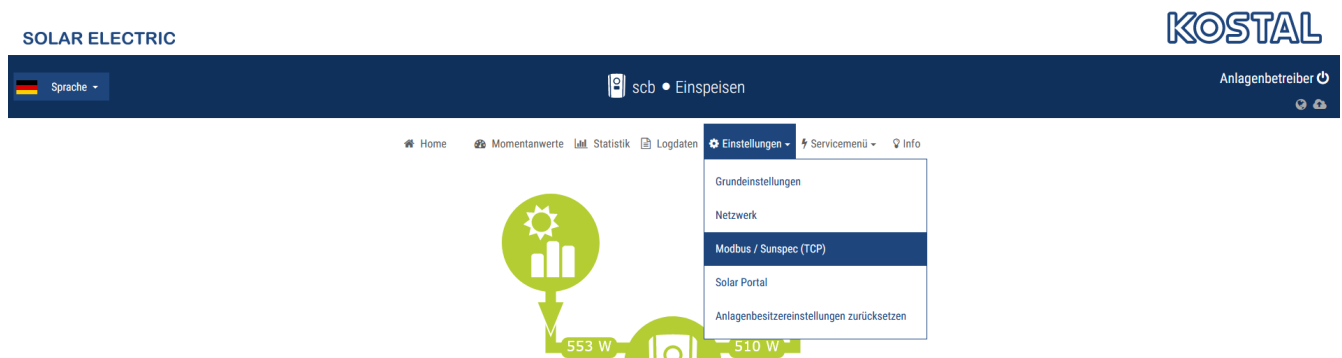 SOLAR ELECTRIC
KOSTAL
Sprache
scb • Einspeisen
Anlagenbetreiber
Home Momentanwerte Statistik Logdaten Einstellungen Servicemenü Info
Grundeinstellungen
Netzwerk
Modbus / Sunspec (TCP)
Solar Portal
Anlagenbesitzereinstellungen zurücksetzen
553 W 510 W